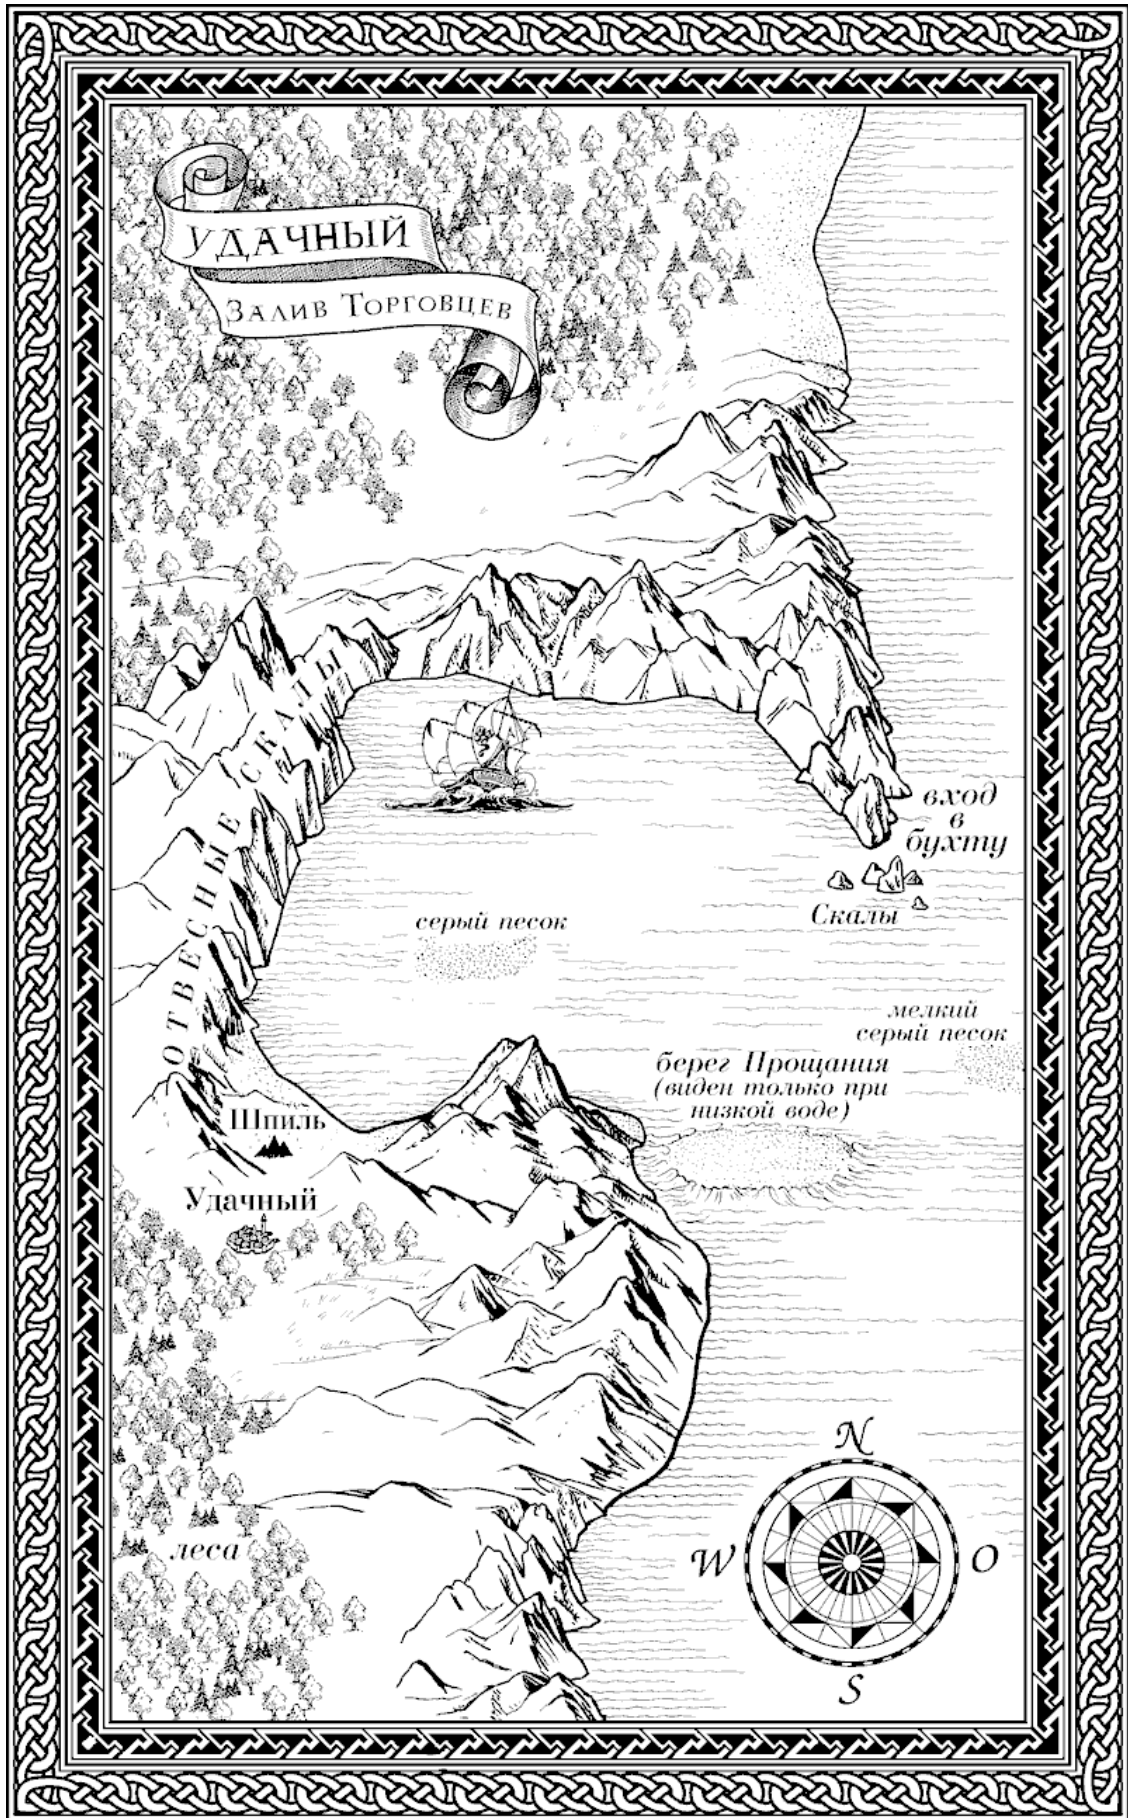 УДАЧНЫЙ
ЗАЛИВ ТОРГОВЦЕВ
ОТВЕСНЫЕ СКАЛЫ
вход
в
бухту
Скалы
серый песок
мелкий
серый песок
берег Прощания
(виден только при
низкой воде)
Шпиль
Удачный
N
W
O
S
леса